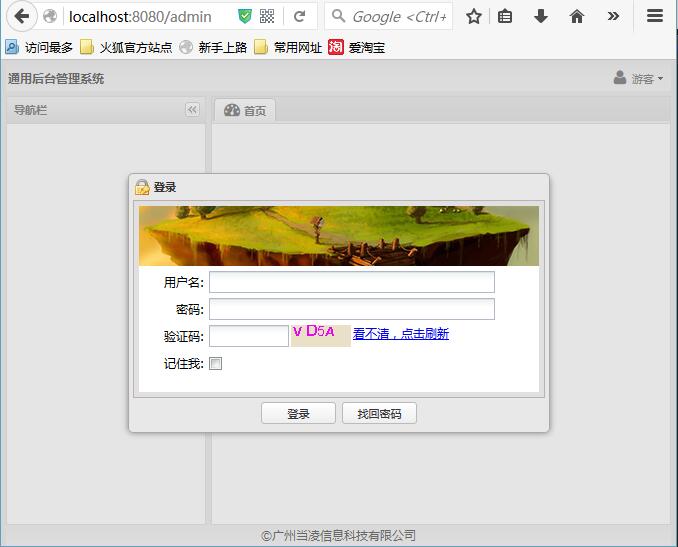 localhost:8080/admin
Google <Ctrl+
访问最多 火狐官方站点 新手上路 常用网址 淘 爱淘宝
通用后台管理系统 游客
导航栏 首页
登录
用户名:
密码:
验证码: V D5A 看不清，点击刷新
记住我:
登录 找回密码
©广州当凌信息科技有限公司